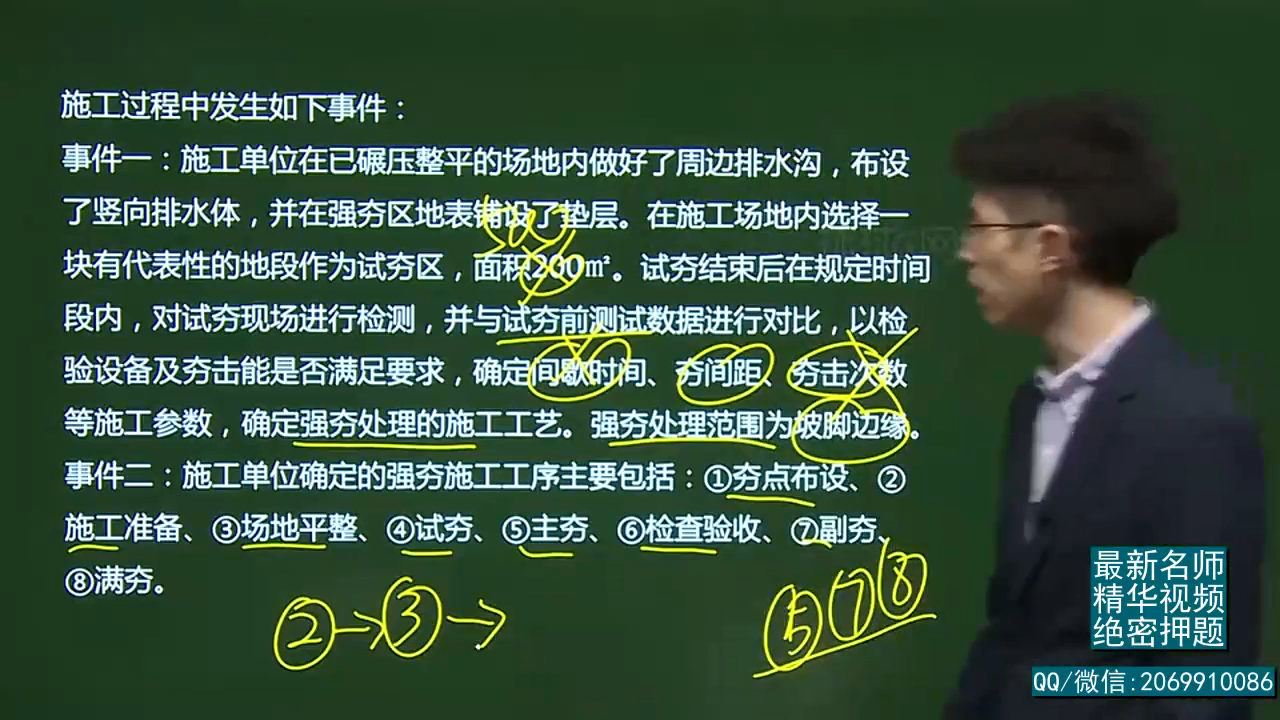 施工过程中发生如下事件：
事件一：施工单位在已碾压整平的场地内做好了周边排水沟，布设
了竖向排水体，并在强夯区地表铺设了垫层。在施工场地内选择一
块有代表性的地段作为试夯区，面积200㎡。试夯结束后在规定时间
段内，对试夯现场进行检测，并与试夯前测试数据进行对比，以检
验设备及夯击能是否满足要求，确定间歇时间、夯间距、夯击次数
等施工参数，确定强夯处理的施工工艺。强夯处理范围为坡脚边缘。
事件二：施工单位确定的强夯施工工序主要包括：①夯点布设、②
施工准备、③场地平整、④试夯、⑤主夯、⑥检查验收、⑦副夯、
⑧满夯。
500
②→③→
⑤⑦⑧
最新名师
精华视频
绝密押题
QQ/微信:2069910086